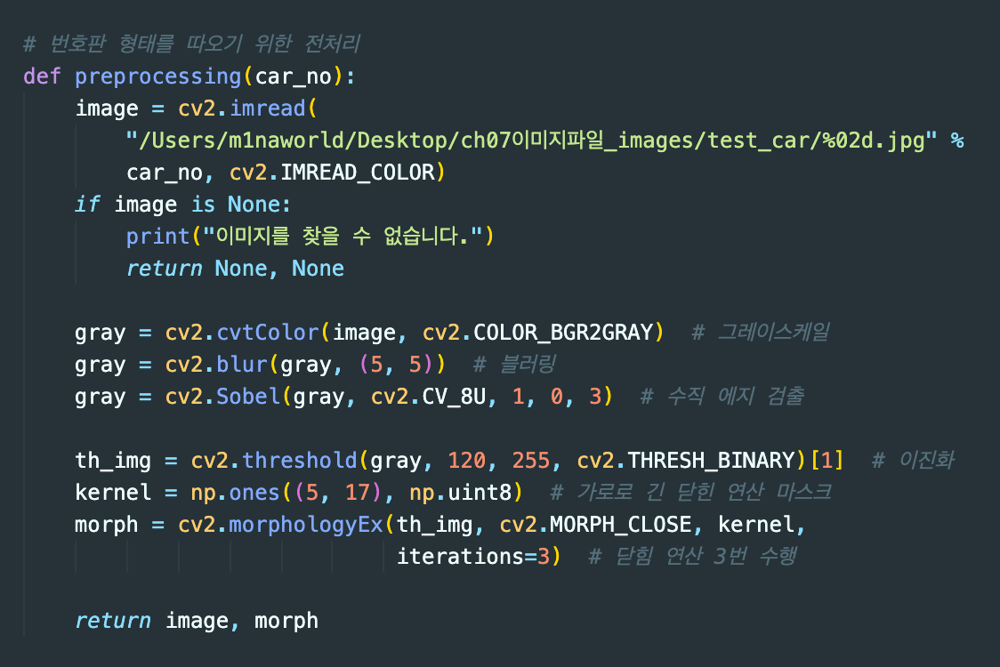 # 번호판 형태를 따오기 위한 전처리
def preprocessing(car_no):
    image = cv2.imread(
        "/Users/m1naworld/Desktop/ch07이미지파일_images/test_car/%02d.jpg" %
        car_no, cv2.IMREAD_COLOR)
    if image is None:
        print("이미지를 찾을 수 없습니다.")
        return None, None

    gray = cv2.cvtColor(image, cv2.COLOR_BGR2GRAY)  # 그레이스케일
    gray = cv2.blur(gray, (5, 5))  # 블러링
    gray = cv2.Sobel(gray, cv2.CV_8U, 1, 0, 3)  # 수직 에지 검출

    th_img = cv2.threshold(gray, 120, 255, cv2.THRESH_BINARY)[1]  # 이진화
    kernel = np.ones((5, 17), np.uint8)  # 가로로 긴 닫힌 연산 마스크
    morph = cv2.morphologyEx(th_img, cv2.MORPH_CLOSE, kernel,
                             iterations=3)  # 닫힘 연산 3번 수행

    return image, morph